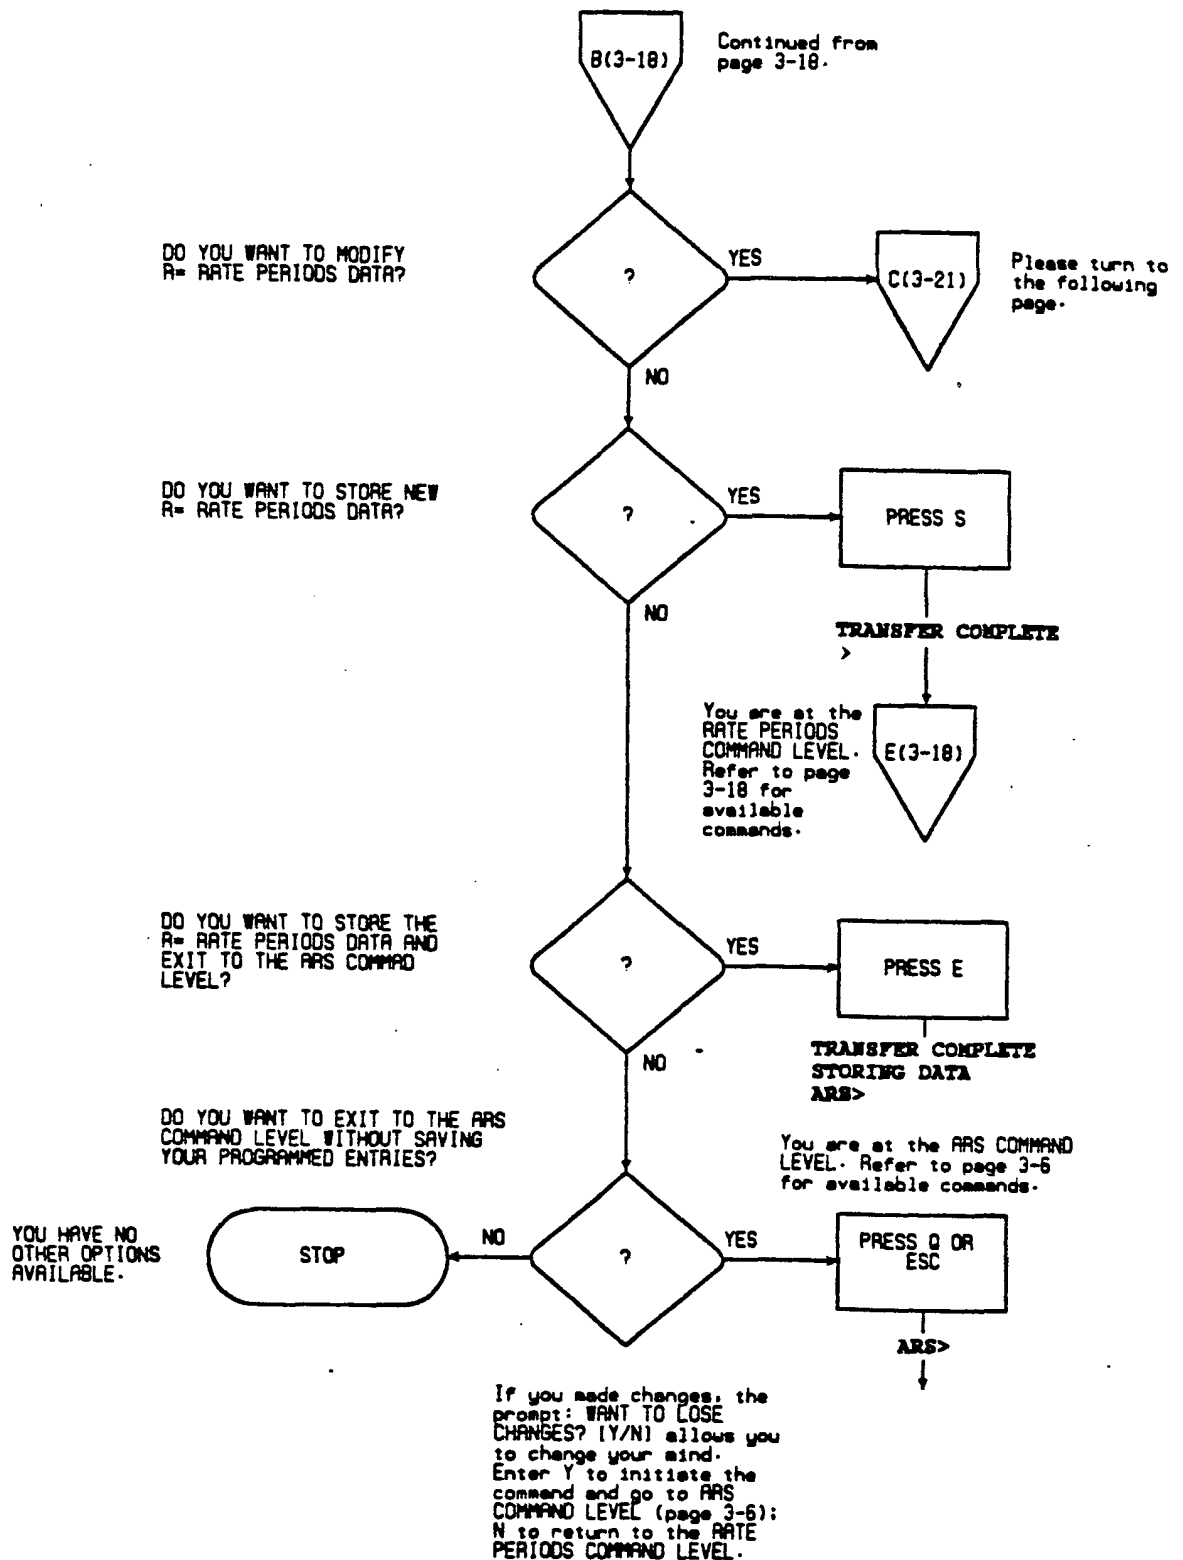 B(3-18)
Continued from
page 3-18.
DO YOU WANT TO MODIFY
R= RATE PERIODS DATA?
?
YES
C(3-21)
Please turn to
the following
page.
NO
DO YOU WANT TO STORE NEW
R= RATE PERIODS DATA?
?
YES
PRESS S
NO
TRANSFER COMPLETE
>
You are at the
RATE PERIODS
COMMAND LEVEL.
Refer to page
3-18 for
available
commands.
E(3-18)
DO YOU WANT TO STORE THE
R= RATE PERIODS DATA AND
EXIT TO THE ARS COMMAD
LEVEL?
?
YES
PRESS E
NO
TRANSFER COMPLETE
STORING DATA
ARS>
DO YOU WANT TO EXIT TO THE ARS
COMMAND LEVEL WITHOUT SAVING
YOUR PROGRAMMED ENTRIES?
You are at the ARS COMMAND
LEVEL. Refer to page 3-6
for available commands.
YOU HAVE NO
OTHER OPTIONS
AVAILABLE.
STOP
NO
?
YES
PRESS Q OR
ESC
ARS>
If you made changes, the
prompt: WANT TO LOSE
CHANGES? [Y/N] allows you
to change your mind.
Enter Y to initiate the
command and go to ARS
COMMAND LEVEL (page 3-6);
N to return to the RATE
PERIODS COMMAND LEVEL.